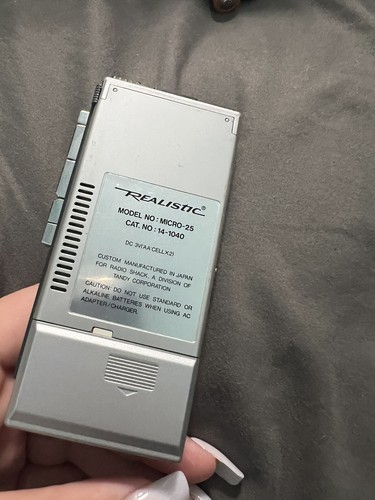 REALISTIC®
MODEL NO : MICRO-25
CAT. NO : 14-1040
DC 3V(AA CELL×2)
CUSTOM MANUFACTURED IN JAPAN
FOR RADIO SHACK, A DIVISION OF
TANDY CORPORATION
CAUTION: DO NOT USE STANDARD OR
ALKALINE BATTERIES WHEN USING AC
ADAPTER/CHARGER.